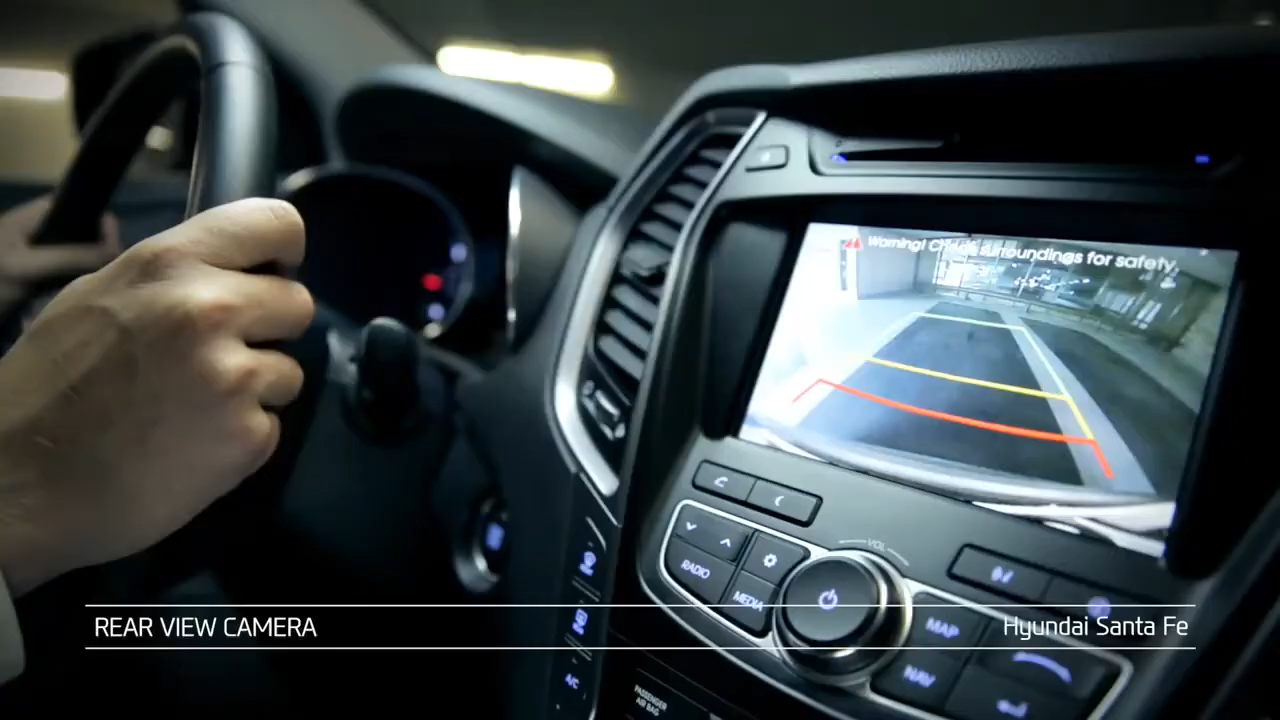 Warning! Check surroundings for safety.
VOL
RADIO
MEDIA
MAP
NAV
A/C
PASSENGER
AIR BAG
REAR VIEW CAMERA
Hyundai Santa Fe